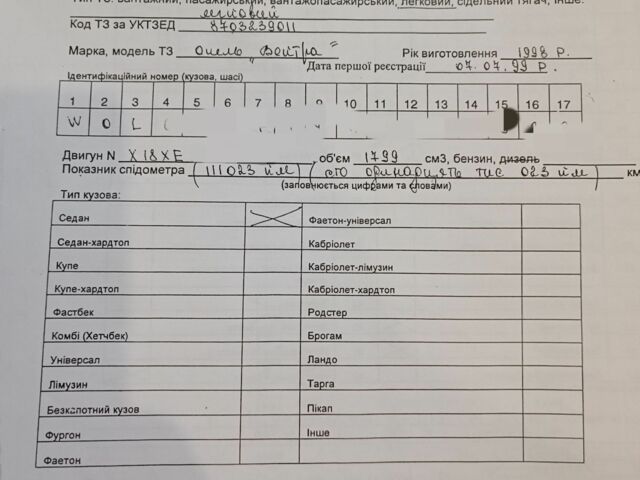 Тип ТЗ: вантажний, пасажирський, вантажопасажирський, легковий, сідельний тягач, інше:
легковий
Код ТЗ за УКТЗЕД 8703239011
Марка, модель ТЗ Опель "Вектра" Рік виготовлення 1998 р.
Дата першої реєстрації 07.07.99 р.
Ідентифікаційний номер (кузова, шасі)
1 2 3 4 5 6 7 8 9 10 11 12 13 14 15 16 17
W O L
Двигун N X18XE, об'єм 1799 см3, бензин, дизель
Показник спідометра (111023 км) (сто одинадцять тис 023 км) км
(заповнюється цифрами та словами)
Тип кузова:
Седан Фаетон-універсал
Седан-хардтоп Кабріолет
Купе Кабріолет-лімузин
Купе-хардтоп Кабріолет-хардтоп
Фастбек Родстер
Комбі (Хетчбек) Брогам
Універсал Ландо
Лімузин Тарга
Безкапотний кузов Пікап
Фургон Інше
Фаетон